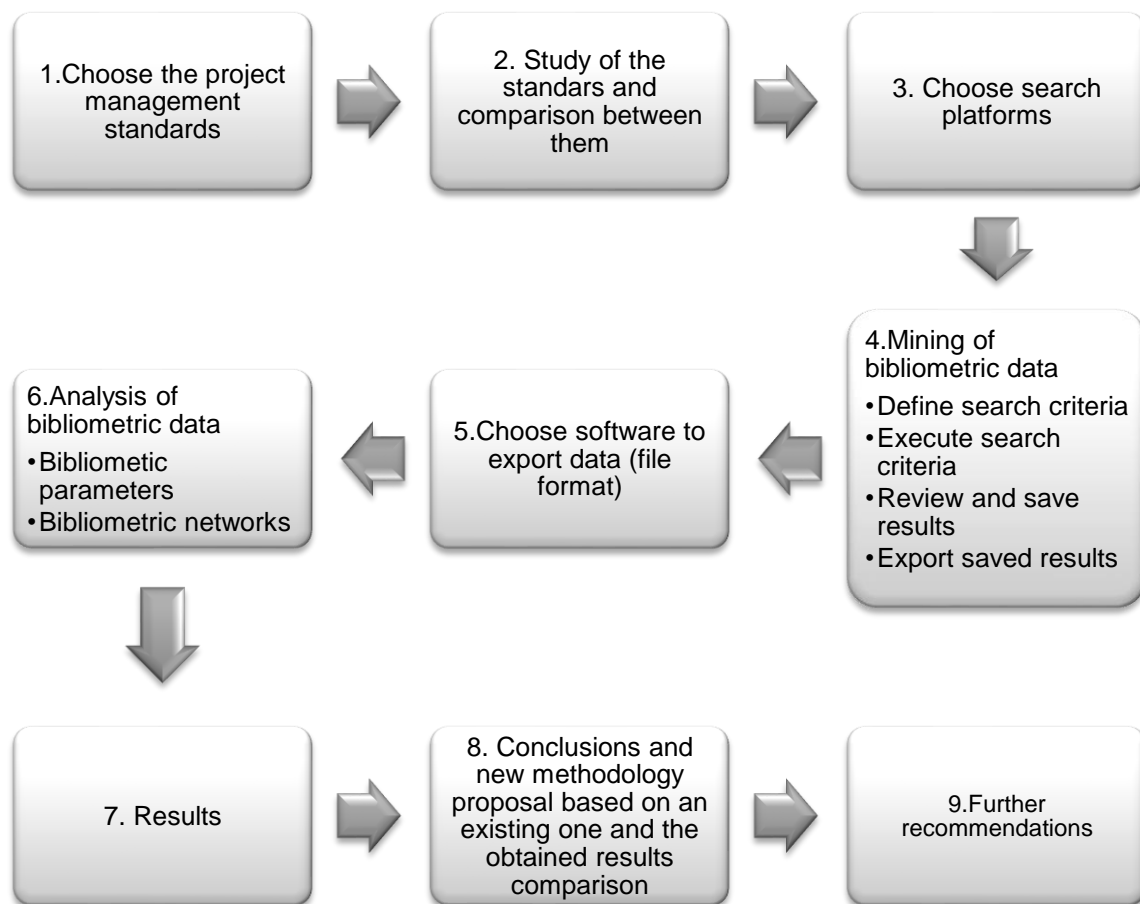 1.Choose the project
management
standards
2. Study of the
standars and
comparison between
them
3. Choose search
platforms
4.Mining of
bibliometric data
•Define search criteria
•Execute search
criteria
•Review and save
results
•Export saved results
5.Choose software to
export data (file
format)
6.Analysis of
bibliometric data
•Bibliometic
parameters
•Bibliometric networks
7. Results
8. Conclusions and
new methodology
proposal based on an
existing one and the
obtained results
comparison
9.Further
recommendations